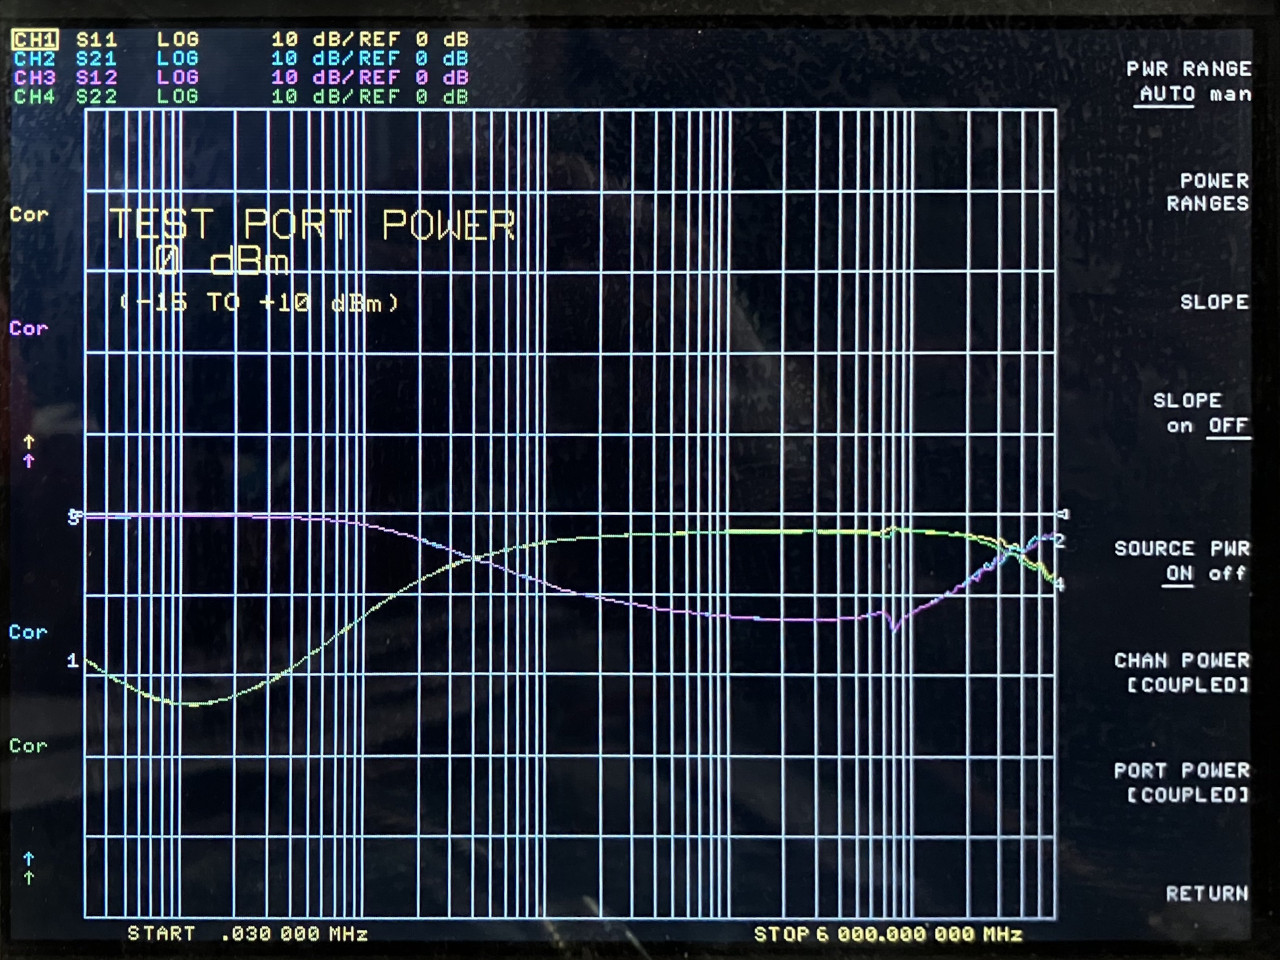 CH1 S11 LOG 10 dB/REF 0 dB
CH2 S21 LOG 10 dB/REF 0 dB
CH3 S12 LOG 10 dB/REF 0 dB
CH4 S22 LOG 10 dB/REF 0 dB
PWR RANGE
AUTO man
POWER
RANGES
Cor
TEST PORT POWER
0 dBm
(-15 TO +10 dBm)
SLOPE
Cor
SLOPE
on OFF
↑
↑
3
2
SOURCE PWR
ON off
4
Cor
1
CHAN POWER
[COUPLED]
Cor
PORT POWER
[COUPLED]
↑
↑
RETURN
START .030 000 MHz
STOP 6 000.000 000 MHz